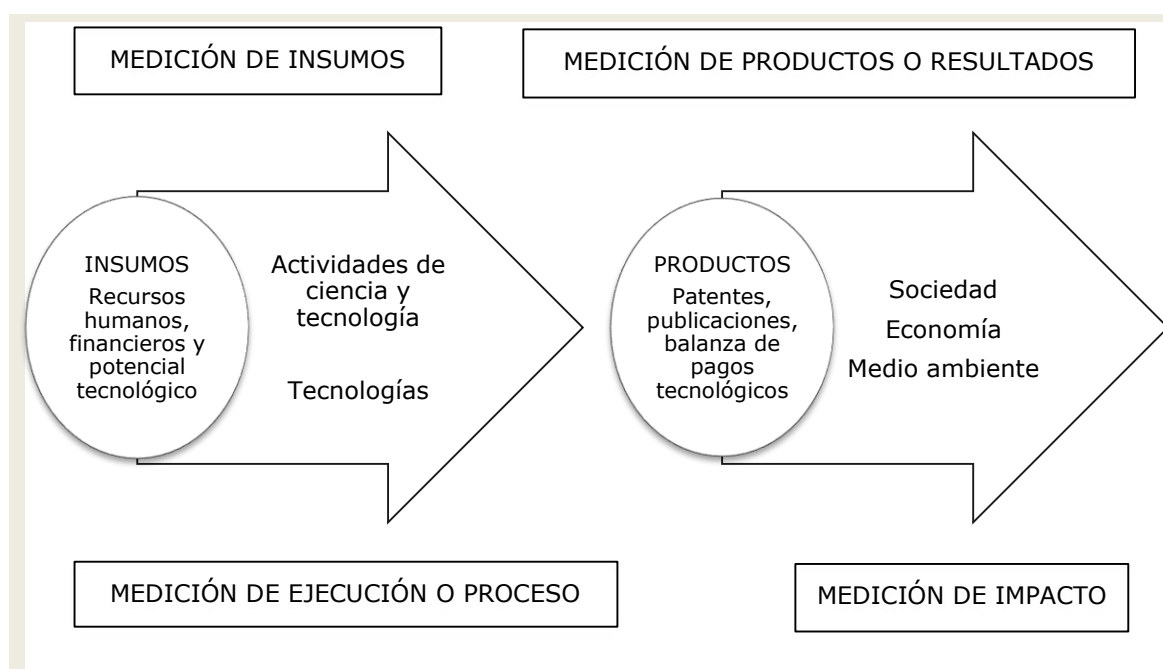 MEDICIÓN DE INSUMOS
MEDICIÓN DE PRODUCTOS O RESULTADOS
INSUMOS
Recursos
humanos,
financieros y
potencial
tecnológico
Actividades de
ciencia y
tecnología
Tecnologías
PRODUCTOS
Patentes,
publicaciones,
balanza de
pagos
tecnológicos
Sociedad
Economía
Medio ambiente
MEDICIÓN DE EJECUCIÓN O PROCESO
MEDICIÓN DE IMPACTO